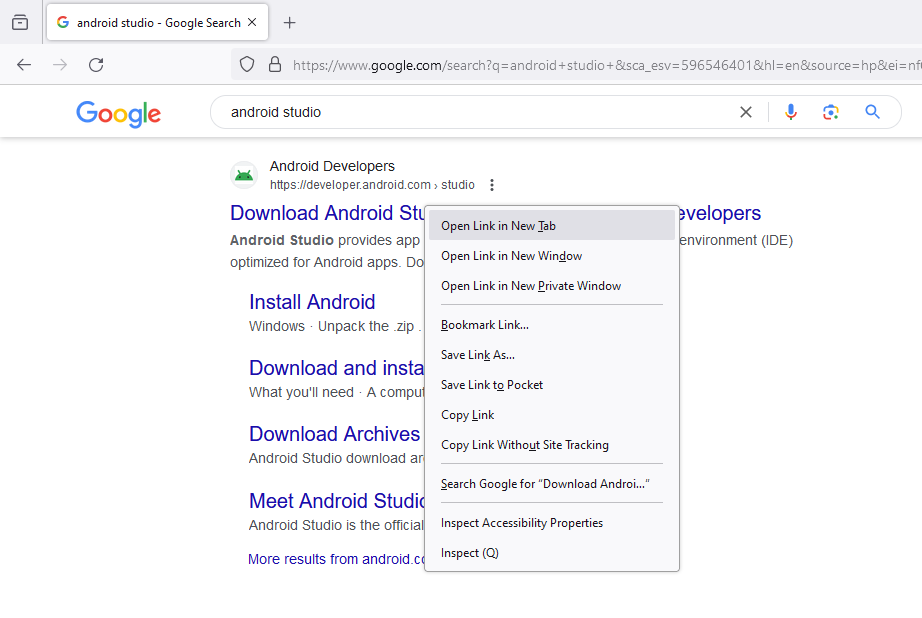 android studio - Google Search
https://www.google.com/search?q=android+studio+&sca_esv=596546401&hl=en&source=hp&ei=nf
Google
android studio
Android Developers
https://developer.android.com › studio
Download Android Stu
evelopers
Android Studio provides app
environment (IDE)
optimized for Android apps. Do
Install Android
Windows · Unpack the .zip .
Download and insta
What you'll need · A comput
Download Archives
Android Studio download ar
Meet Android Studio
Android Studio is the official
More results from android.co
Open Link in New Tab
Open Link in New Window
Open Link in New Private Window
Bookmark Link...
Save Link As...
Save Link to Pocket
Copy Link
Copy Link Without Site Tracking
Search Google for “Download Androi...”
Inspect Accessibility Properties
Inspect (Q)